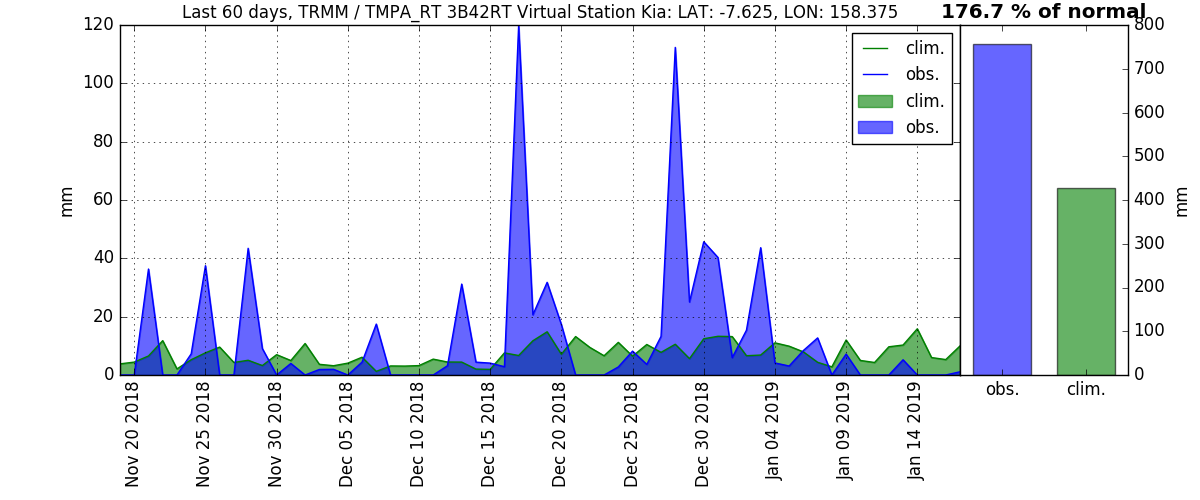 Last 60 days, TRMM / TMPA_RT 3B42RT Virtual Station Kia: LAT: -7.625, LON: 158.375
176.7 % of normal
120
100
80
60
40
20
0
mm
clim.
obs.
clim.
obs.
800
700
600
500
400
300
200
100
0
mm
Nov 20 2018
Nov 25 2018
Nov 30 2018
Dec 05 2018
Dec 10 2018
Dec 15 2018
Dec 20 2018
Dec 25 2018
Dec 30 2018
Jan 04 2019
Jan 09 2019
Jan 14 2019
obs.
clim.